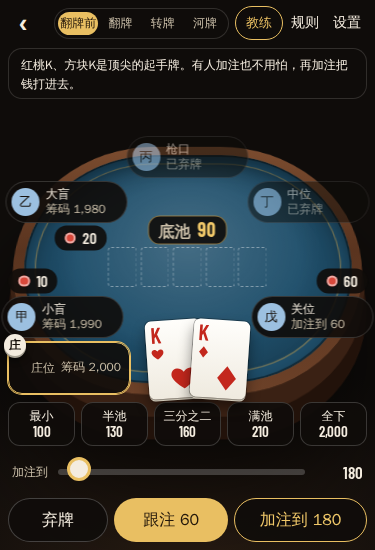 ‹ 翻牌前 翻牌 转牌 河牌 教练 规则 设置
红桃K、方块K是顶尖的起手牌。有人加注也不用怕，再加注把
钱打进去。
丙 枪口
已弃牌
乙 大盲
筹码 1,980
丁 中位
已弃牌
20
底池 90
10
60
甲 小盲
筹码 1,990
戊 关位
加注到 60
庄
庄位 筹码 2,000
K
K
最小
100
半池
130
三分之二
160
满池
210
全下
2,000
加注到 180
弃牌
跟注 60
加注到 180